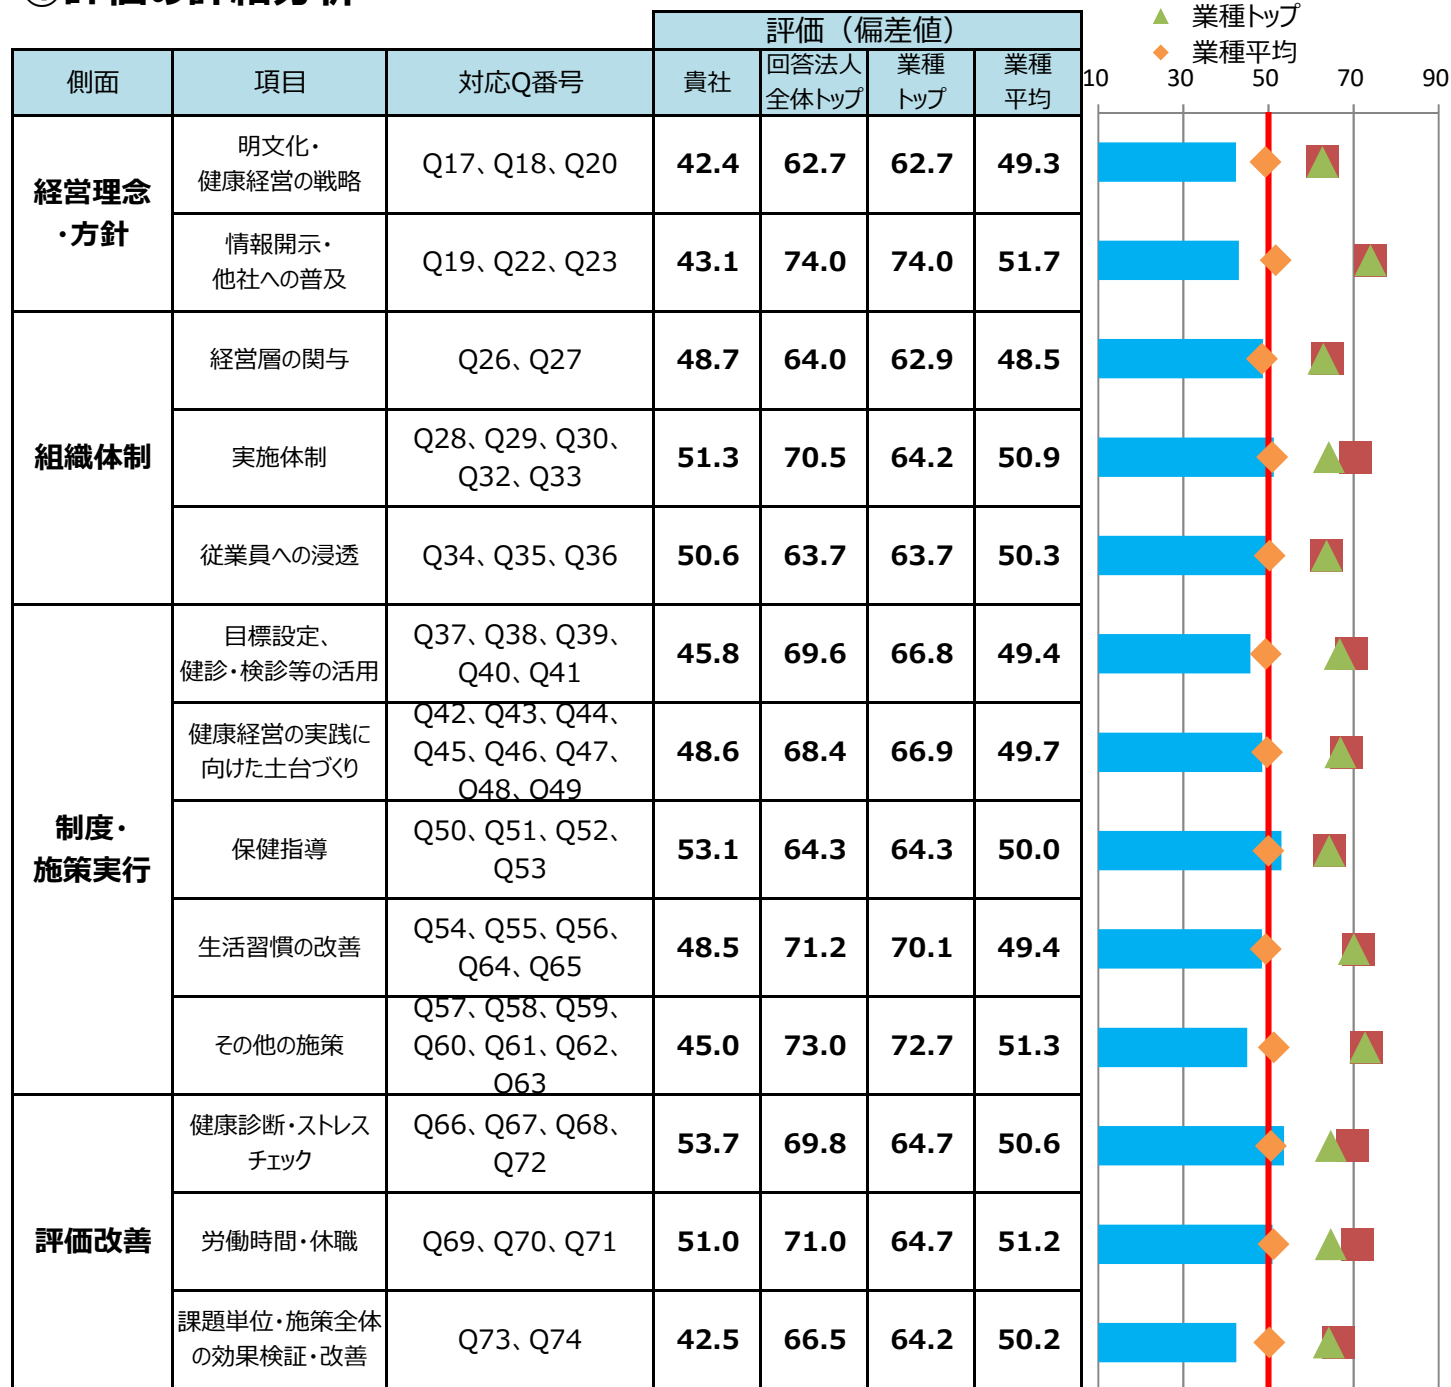 ①評価の詳細分析
▲ 業種トップ
◆ 業種平均
評価（偏差値）
側面 項目 対応Q番号 貴社 回答法人 業種 業種
全体トップ トップ 平均
10 30 50 70 90
経営理念
・方針
明文化・
健康経営の戦略
Q17、Q18、Q20
42.4 62.7 62.7 49.3
情報開示・
他社への普及
Q19、Q22、Q23
43.1 74.0 74.0 51.7
組織体制
経営層の関与
Q26、Q27
48.7 64.0 62.9 48.5
実施体制
Q28、Q29、Q30、
Q32、Q33
51.3 70.5 64.2 50.9
従業員への浸透
Q34、Q35、Q36
50.6 63.7 63.7 50.3
制度・
施策実行
目標設定、
健診・検診等の活用
Q37、Q38、Q39、
Q40、Q41
45.8 69.6 66.8 49.4
健康経営の実践に
向けた土台づくり
Q42、Q43、Q44、
Q45、Q46、Q47、
Q48、Q49
48.6 68.4 66.9 49.7
保健指導
Q50、Q51、Q52、
Q53
53.1 64.3 64.3 50.0
生活習慣の改善
Q54、Q55、Q56、
Q64、Q65
48.5 71.2 70.1 49.4
その他の施策
Q57、Q58、Q59、
Q60、Q61、Q62、
Q63
45.0 73.0 72.7 51.3
評価改善
健康診断・ストレス
チェック
Q66、Q67、Q68、
Q72
53.7 69.8 64.7 50.6
労働時間・休職
Q69、Q70、Q71
51.0 71.0 64.7 51.2
課題単位・施策全体
の効果検証・改善
Q73、Q74
42.5 66.5 64.2 50.2